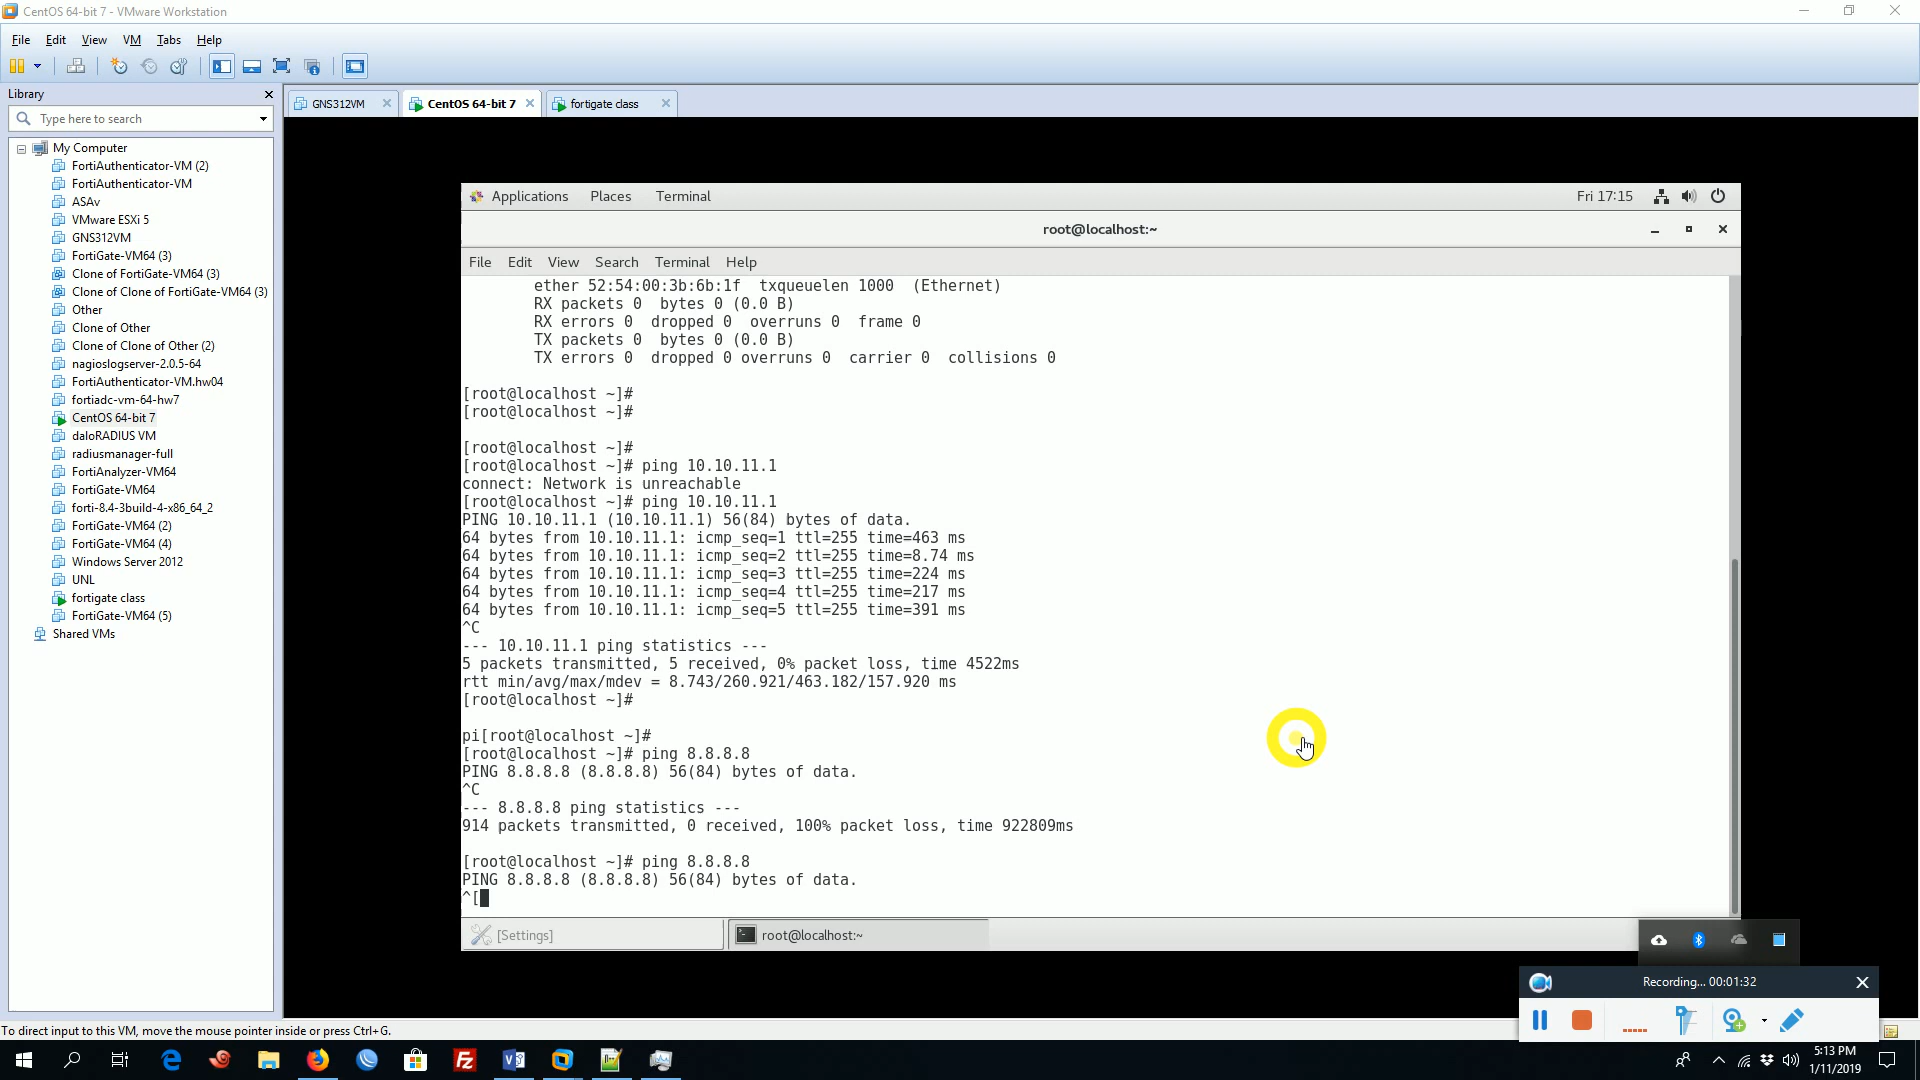 CentOS 64-bit 7 - VMware Workstation
File Edit View VM Tabs Help
Library
Type here to search
GNS312VM
CentOS 64-bit 7
fortigate class
My Computer
FortiAuthenticator-VM (2)
FortiAuthenticator-VM
ASAv
VMware ESXi 5
GNS312VM
FortiGate-VM64 (3)
Clone of FortiGate-VM64 (3)
Clone of Clone of FortiGate-VM64 (3)
Other
Clone of Other
Clone of Clone of Other (2)
nagioslogserver-2.0.5-64
FortiAuthenticator-VM.hw04
fortiadc-vm-64-hw7
CentOS 64-bit 7
daloRADIUS VM
radiusmanager-full
FortiAnalyzer-VM64
FortiGate-VM64
forti-8.4-3build-4-x86_64_2
FortiGate-VM64 (2)
FortiGate-VM64 (4)
Windows Server 2012
UNL
fortigate class
FortiGate-VM64 (5)
Shared VMs
Applications Places Terminal
Fri 17:15
root@localhost:~
File Edit View Search Terminal Help
ether 52:54:00:3b:6b:1f txqueuelen 1000 (Ethernet)
RX packets 0 bytes 0 (0.0 B)
RX errors 0 dropped 0 overruns 0 frame 0
TX packets 0 bytes 0 (0.0 B)
TX errors 0 dropped 0 overruns 0 carrier 0 collisions 0
[root@localhost ~]#
[root@localhost ~]#
[root@localhost ~]#
[root@localhost ~]# ping 10.10.11.1
connect: Network is unreachable
[root@localhost ~]# ping 10.10.11.1
PING 10.10.11.1 (10.10.11.1) 56(84) bytes of data.
64 bytes from 10.10.11.1: icmp_seq=1 ttl=255 time=463 ms
64 bytes from 10.10.11.1: icmp_seq=2 ttl=255 time=8.74 ms
64 bytes from 10.10.11.1: icmp_seq=3 ttl=255 time=224 ms
64 bytes from 10.10.11.1: icmp_seq=4 ttl=255 time=217 ms
64 bytes from 10.10.11.1: icmp_seq=5 ttl=255 time=391 ms
^C
--- 10.10.11.1 ping statistics ---
5 packets transmitted, 5 received, 0% packet loss, time 4522ms
rtt min/avg/max/mdev = 8.743/260.921/463.182/157.920 ms
[root@localhost ~]#
pi[root@localhost ~]#
[root@localhost ~]# ping 8.8.8.8
PING 8.8.8.8 (8.8.8.8) 56(84) bytes of data.
^C
--- 8.8.8.8 ping statistics ---
914 packets transmitted, 0 received, 100% packet loss, time 922809ms
[root@localhost ~]# ping 8.8.8.8
PING 8.8.8.8 (8.8.8.8) 56(84) bytes of data.
^[
[Settings]
root@localhost:~
Recording... 00:01:32
To direct input to this VM, move the mouse pointer inside or press Ctrl+G.
5:13 PM
1/11/2019